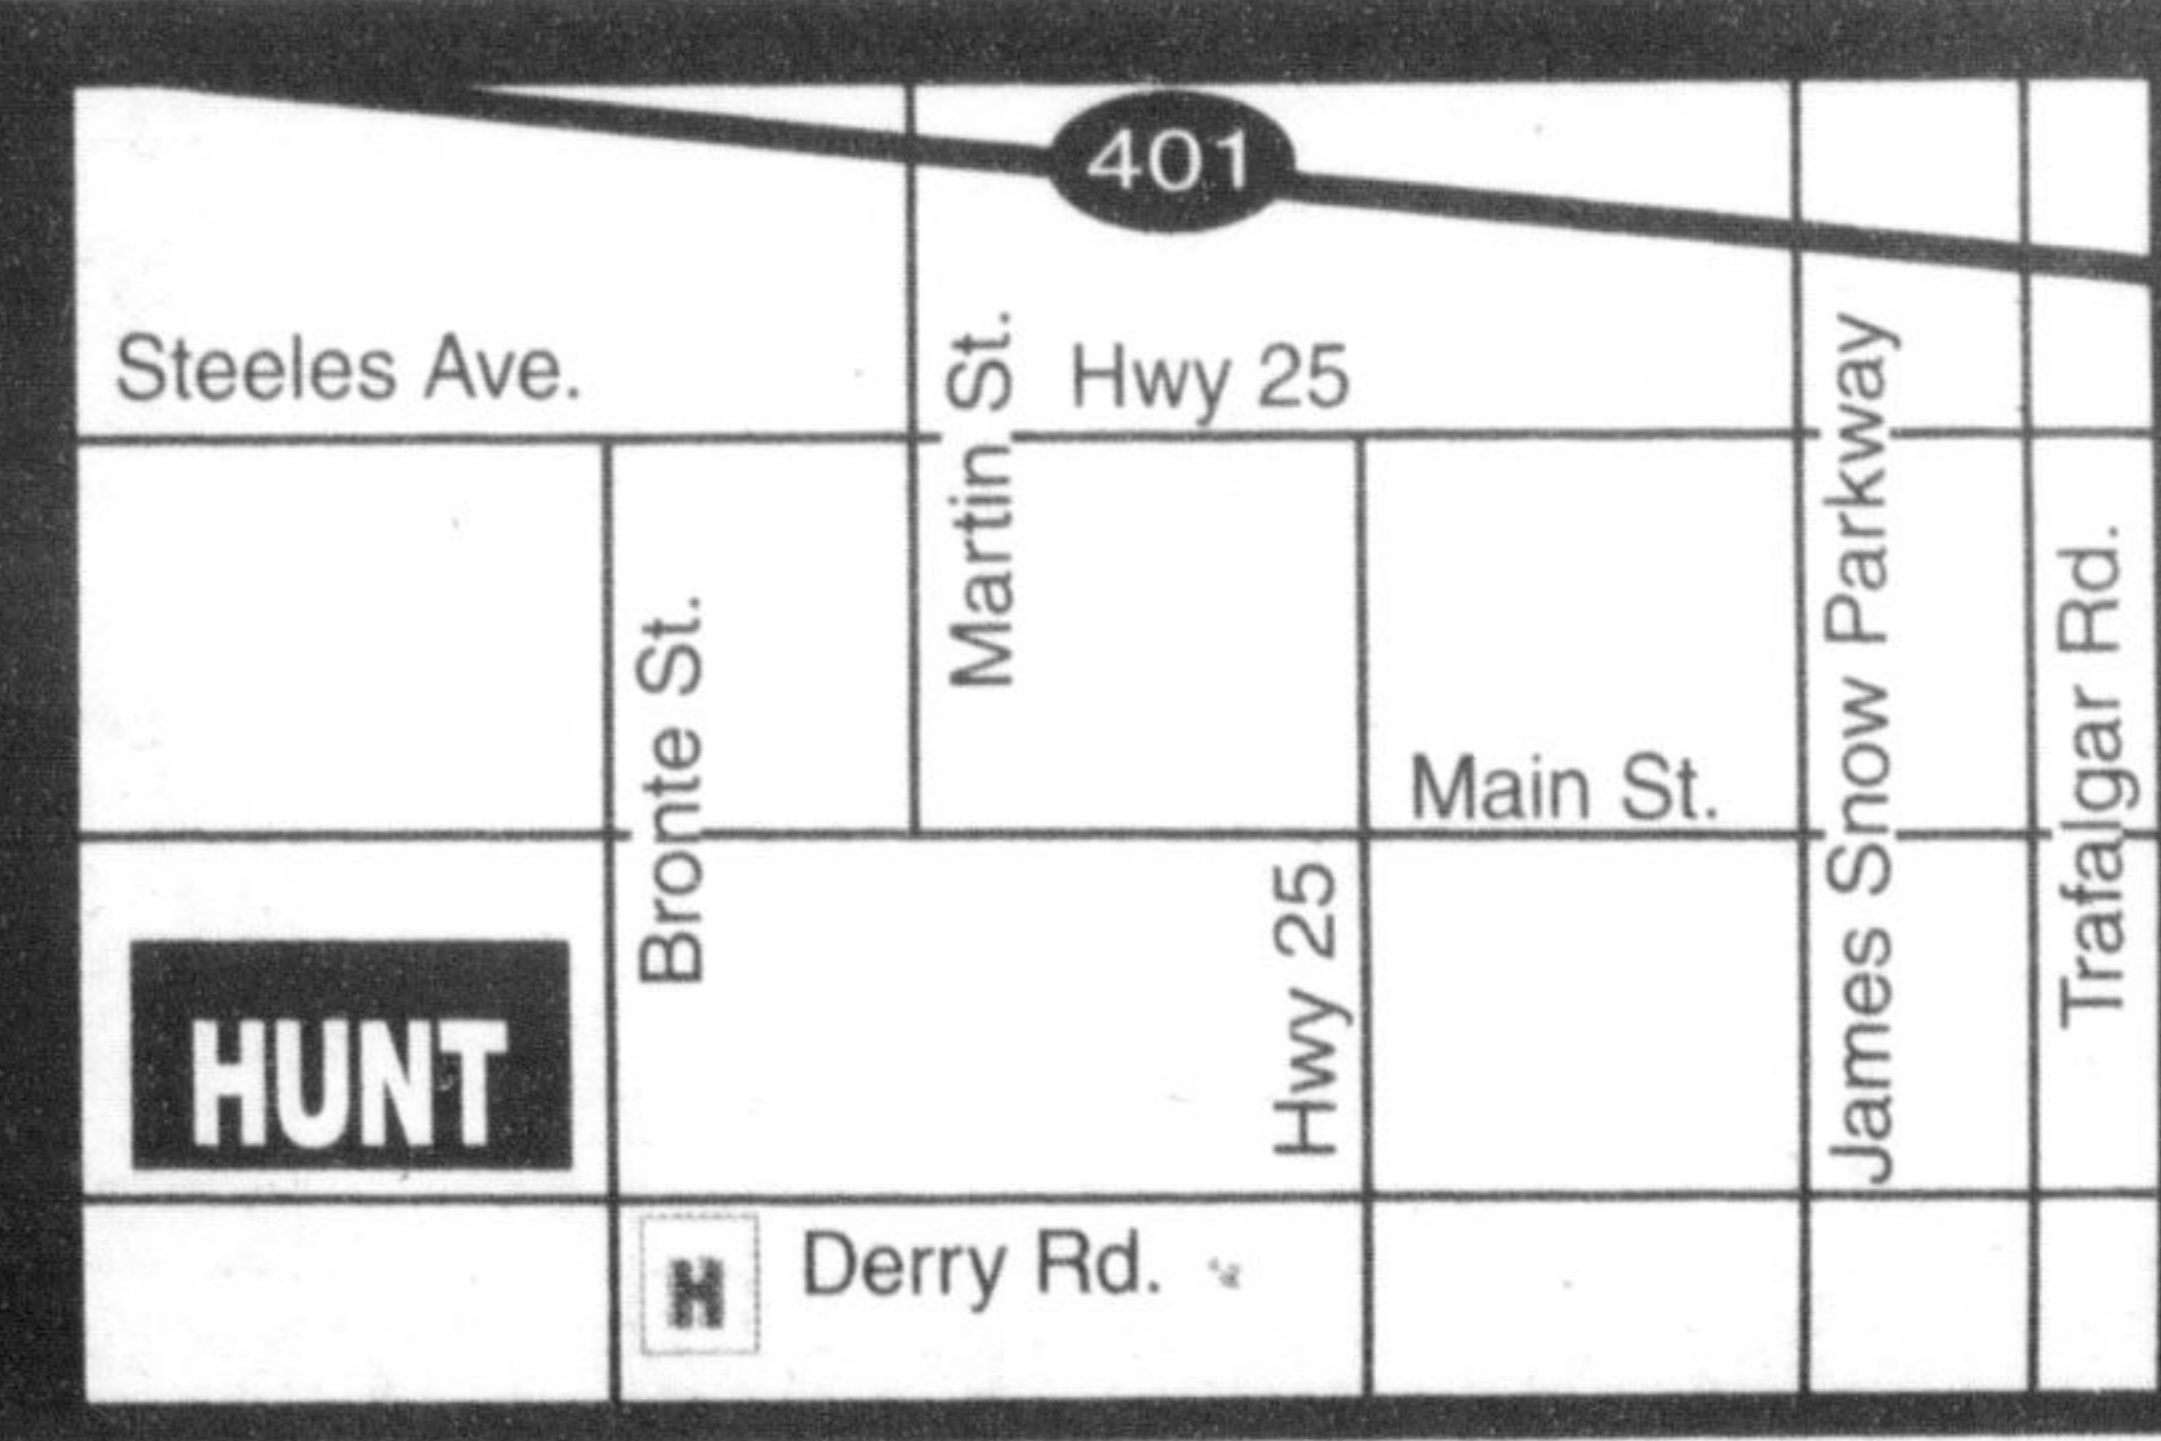 401
Steeles Ave.
Martin St.
Hwy 25
James Snow Parkway
Trafalgar Rd.
Bronte St.
Main St.
Hwy 25
HUNT
H
Derry Rd.